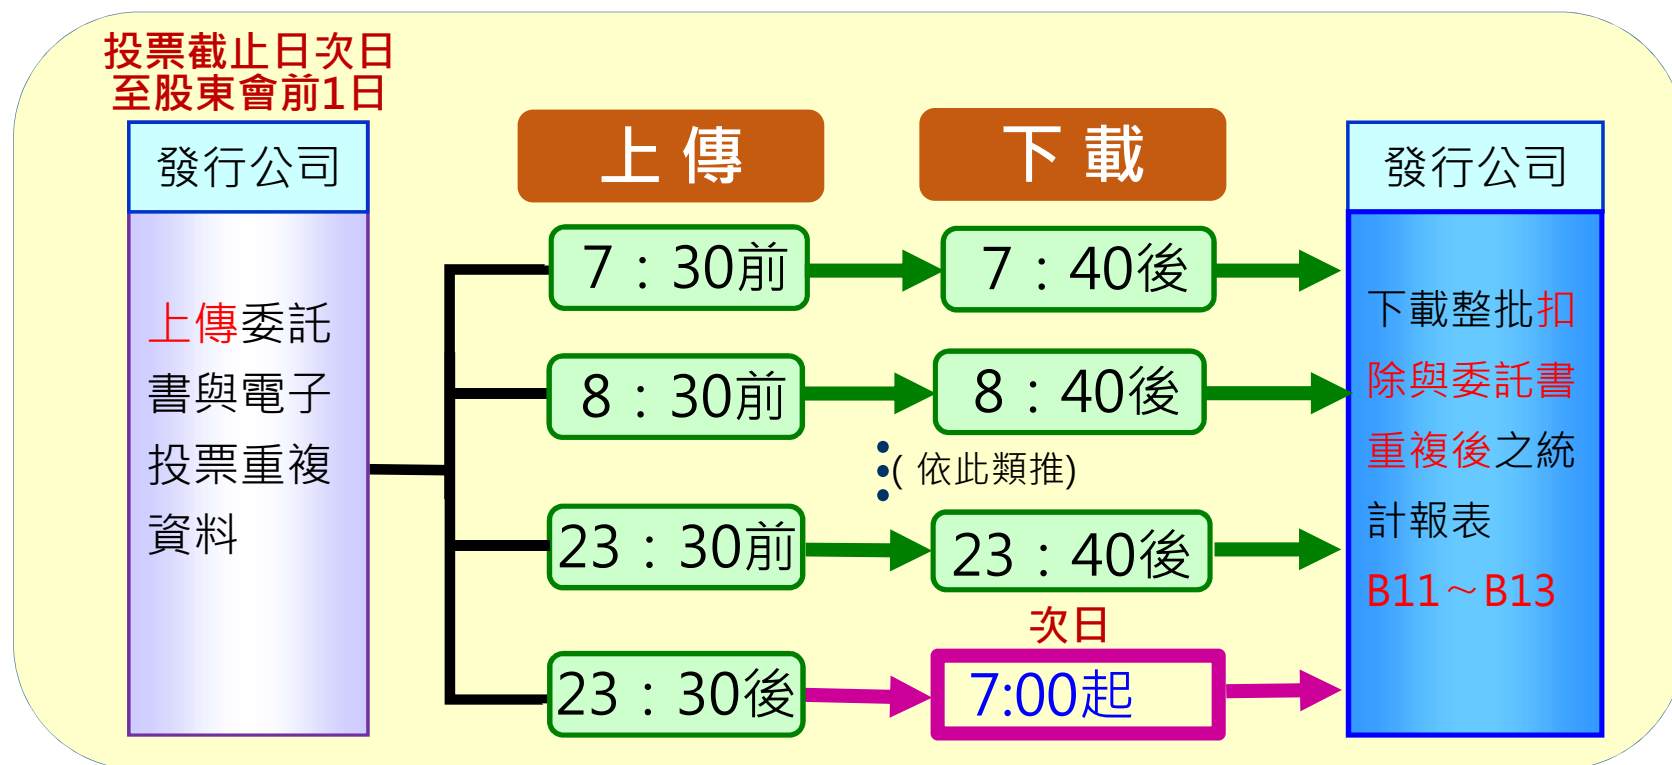 投票截止日次日
至股東會前1日
發行公司
上傳委託
書與電子
投票重複
資料
上傳
下載
7：30前
7：40後
8：30前
8：40後
(依此類推)
23：30前
23：40後
次日
23：30後
7:00起
發行公司
下載整批扣
除與委託書
重複後之統
計報表
B11～B13